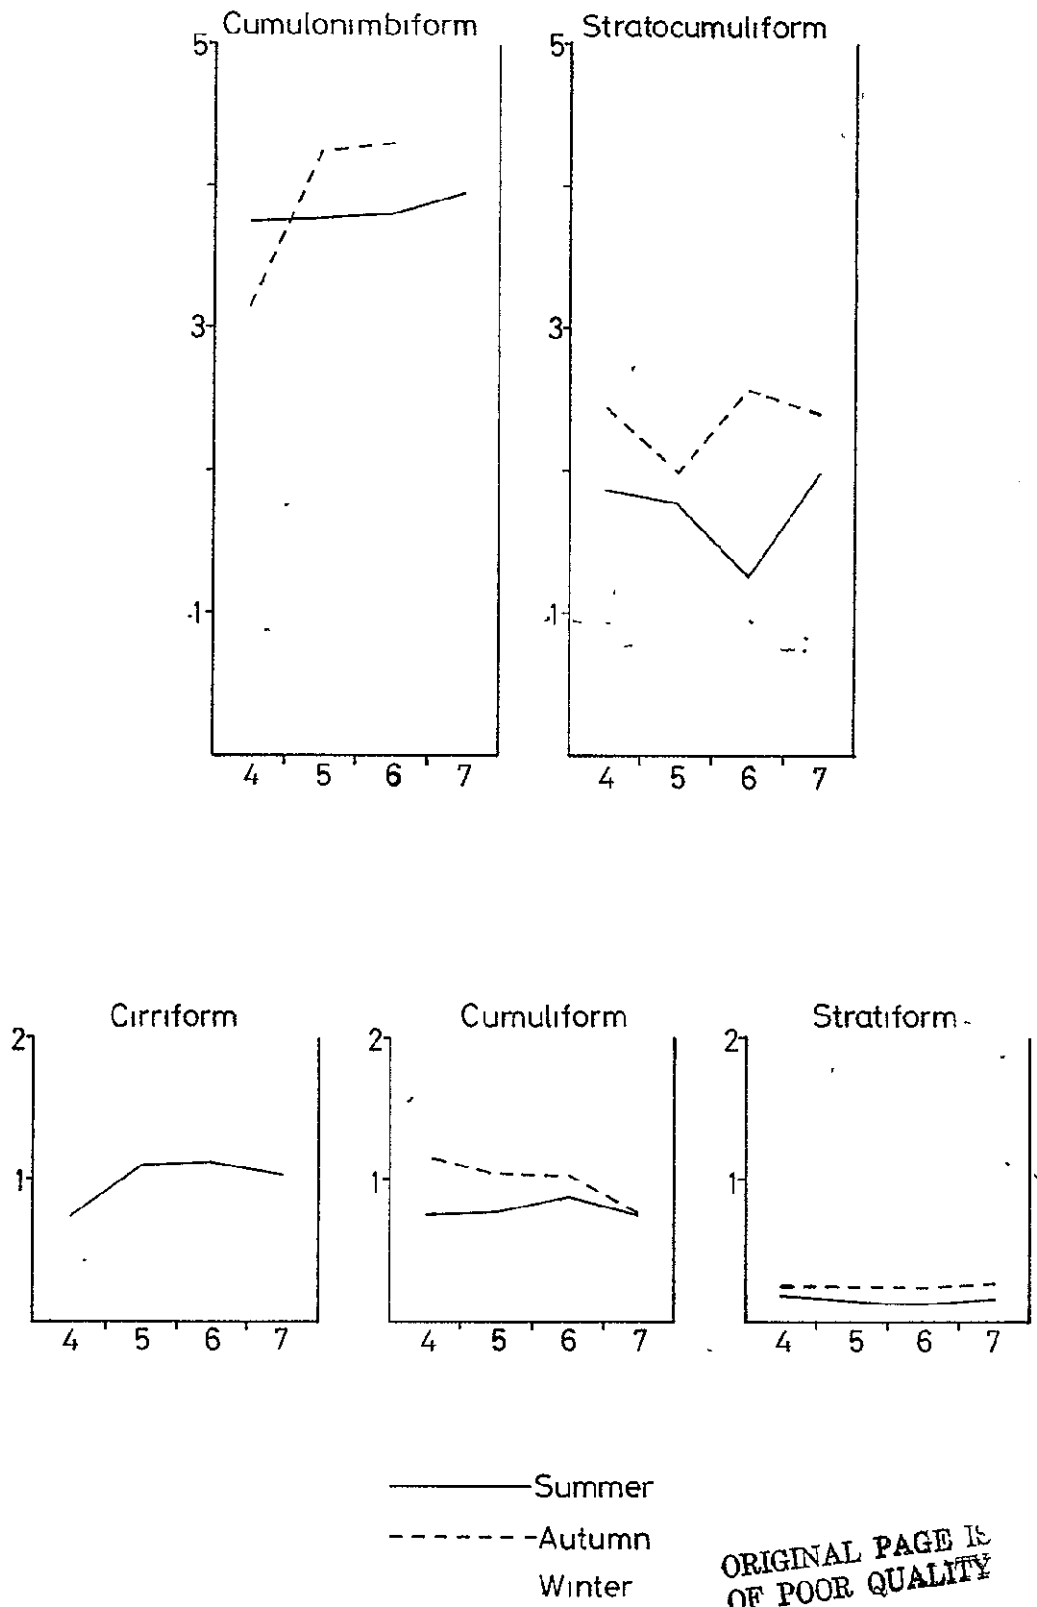 Cumulonimbiform Stratocumuliform
5 5
3 3
1 1
4 5 6 7 4 5 6 7
Cirriform Cumuliform Stratiform
2 2 2
1 1 1
4 5 6 7 4 5 6 7 4 5 6 7
Summer
Autumn
Winter
ORIGINAL PAGE IS
OF POOR QUALITY